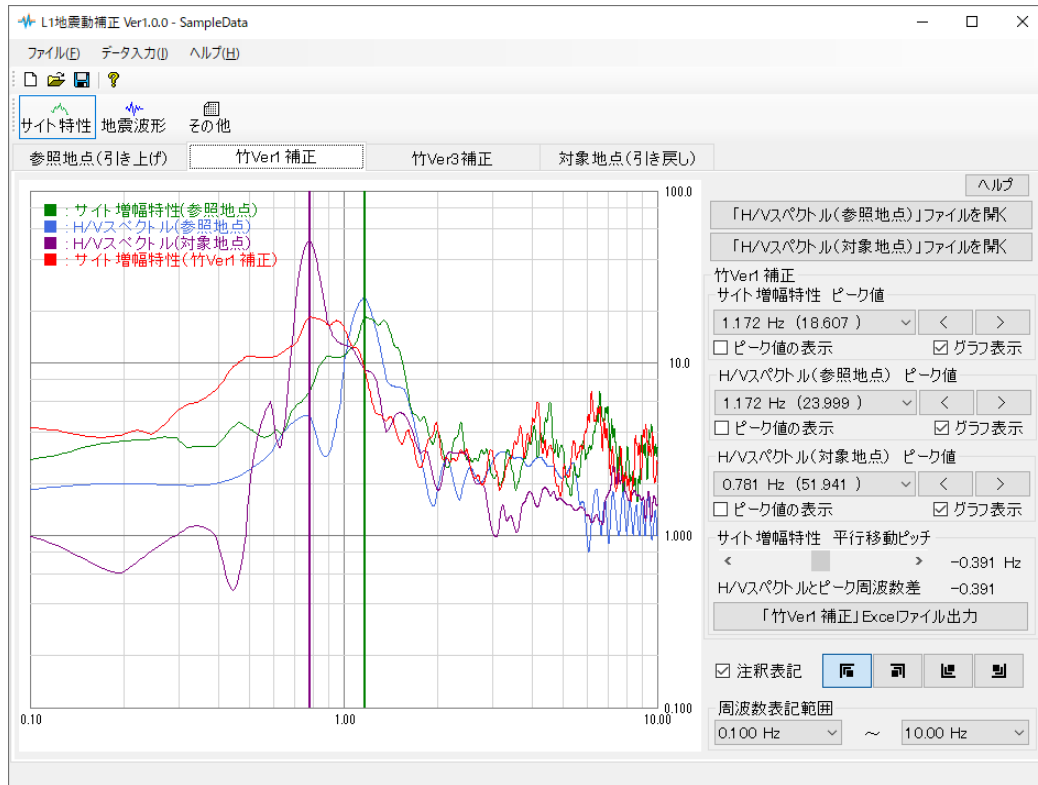 L1地震動補正 Ver1.0.0 - SampleData
ファイル(F) データ入力(I) ヘルプ(H)
サイト特性 地震波形 その他
参照地点(引き上げ) 竹Ver1 補正 竹Ver3補正 対象地点(引き戻し)
■ : サイト増幅特性(参照地点)
■ : H/Vスペクトル(参照地点)
■ : H/Vスペクトル(対象地点)
■ : サイト増幅特性(竹Ver1 補正)
100.0
10.0
1.000
0.100
0.10 1.00 10.00
ヘルプ
「H/Vスペクトル(参照地点)」ファイルを開く
「H/Vスペクトル(対象地点)」ファイルを開く
竹Ver1 補正
サイト増幅特性 ピーク値
1.172 Hz (18.607 ) < >
ピーク値の表示 グラフ表示
H/Vスペクトル(参照地点) ピーク値
1.172 Hz (23.999 ) < >
ピーク値の表示 グラフ表示
H/Vスペクトル(対象地点) ピーク値
0.781 Hz (51.941 ) < >
ピーク値の表示 グラフ表示
サイト増幅特性 平行移動ピッチ
< > -0.391 Hz
H/Vスペクトルとピーク周波数差 -0.391
「竹Ver1 補正」Excelファイル出力
注釈表記
周波数表記範囲
0.100 Hz ～ 10.00 Hz